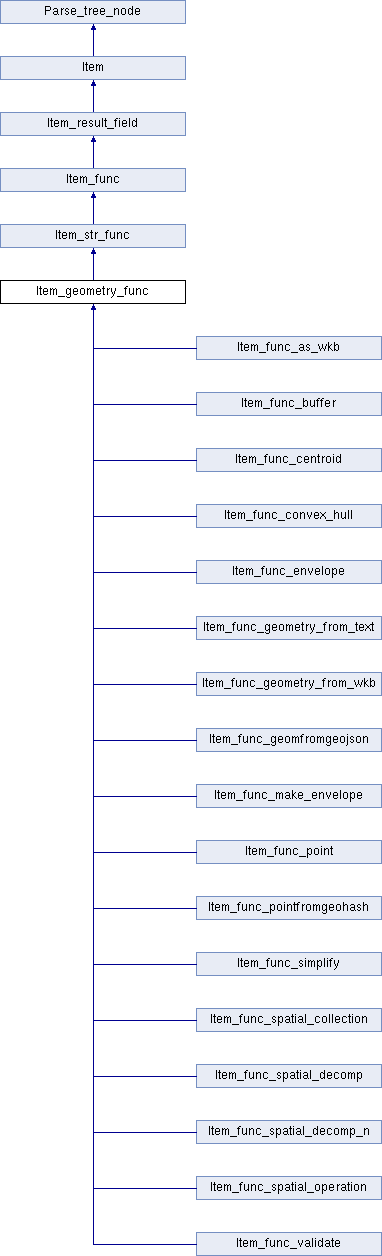 Parse_tree_node
Item
Item_result_field
Item_func
Item_str_func
Item_geometry_func
Item_func_as_wkb
Item_func_buffer
Item_func_centroid
Item_func_convex_hull
Item_func_envelope
Item_func_geometry_from_text
Item_func_geometry_from_wkb
Item_func_geomfromgeojson
Item_func_make_envelope
Item_func_point
Item_func_pointfromgeohash
Item_func_simplify
Item_func_spatial_collection
Item_func_spatial_decomp
Item_func_spatial_decomp_n
Item_func_spatial_operation
Item_func_validate